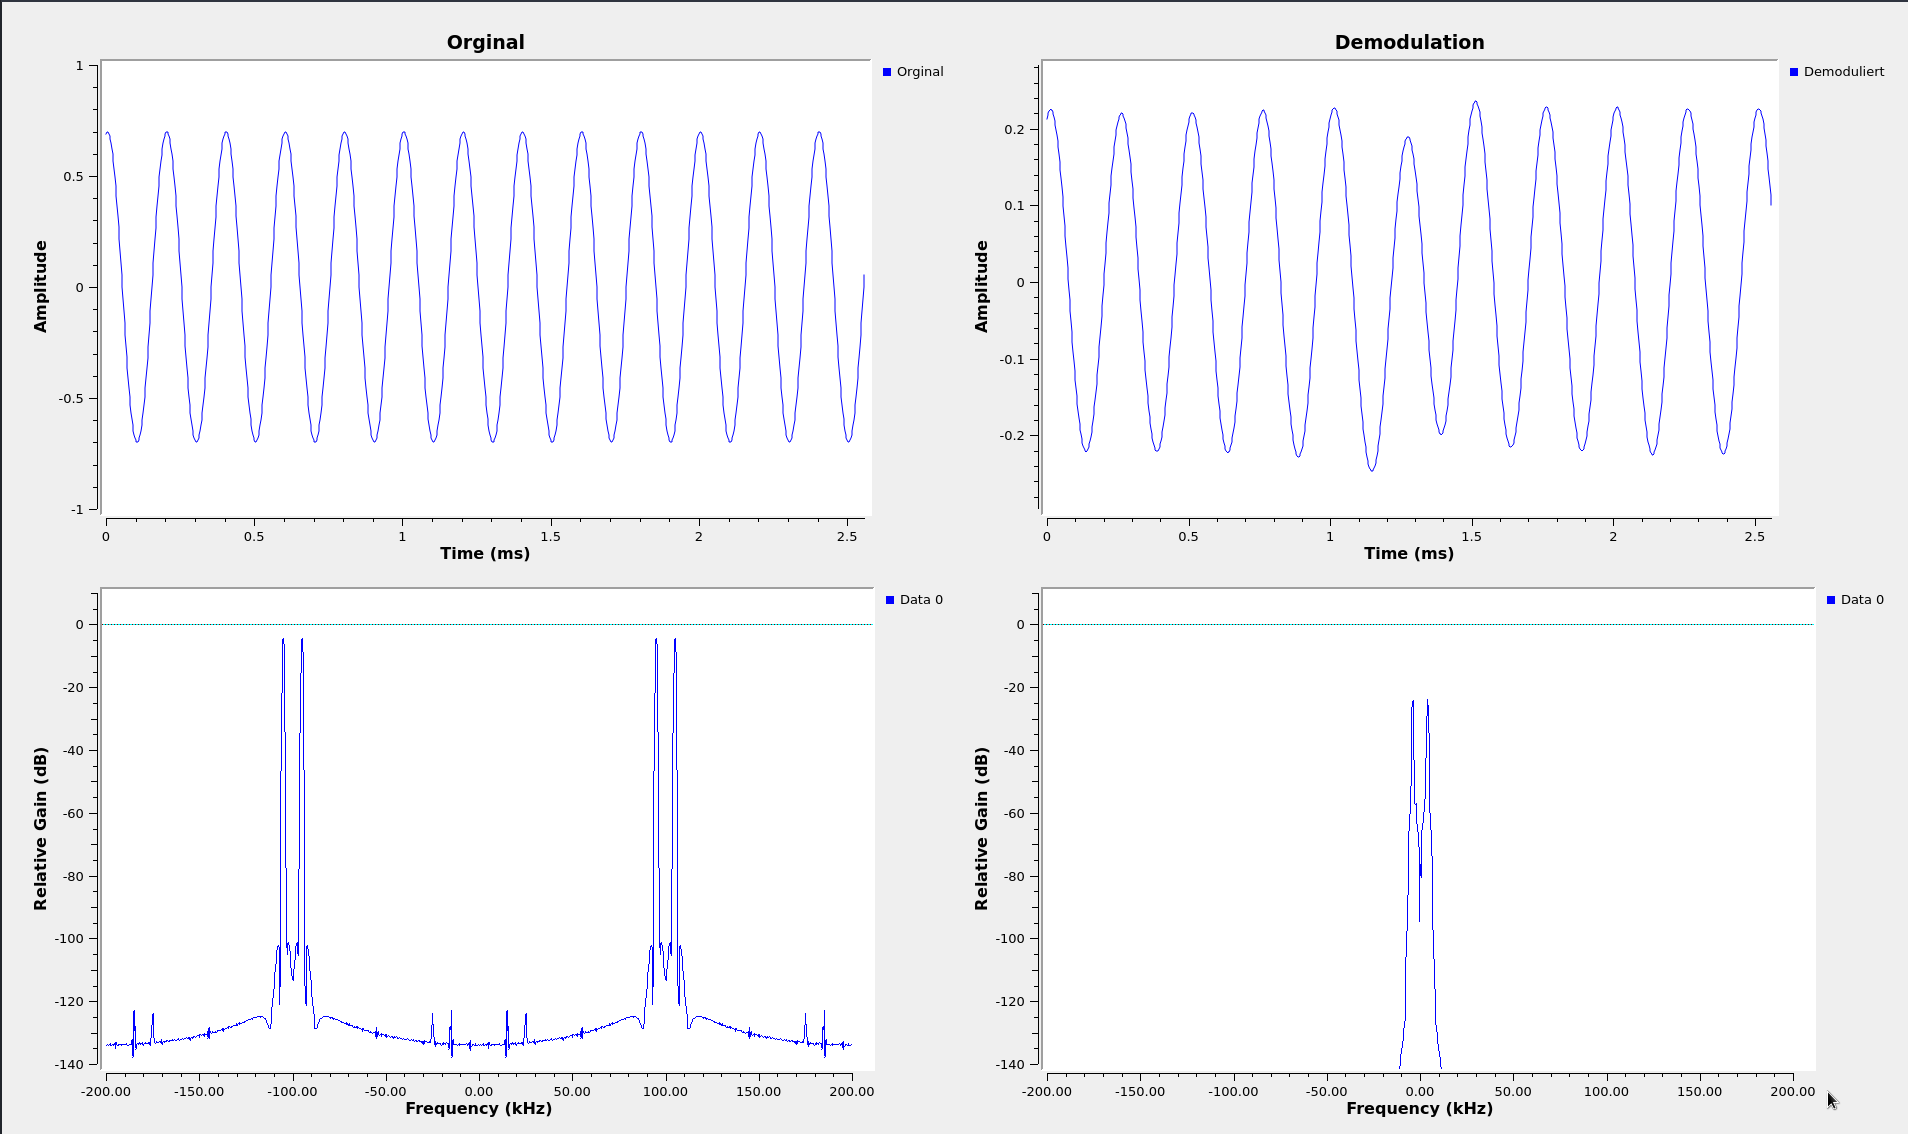 Orginal
1
0.5
0
-0.5
-1
Amplitude
0 0.5 1 1.5 2 2.5
Time (ms)
Orginal
Demodulation
0.2
0.1
0
-0.1
-0.2
Amplitude
0 0.5 1 1.5 2 2.5
Time (ms)
Demoduliert
0
-20
-40
-60
-80
-100
-120
-140
Relative Gain (dB)
-200.00 -150.00 -100.00 -50.00 0.00 50.00 100.00 150.00 200.00
Frequency (kHz)
Data 0
0
-20
-40
-60
-80
-100
-120
-140
Relative Gain (dB)
-200.00 -150.00 -100.00 -50.00 0.00 50.00 100.00 150.00 200.00
Frequency (kHz)
Data 0